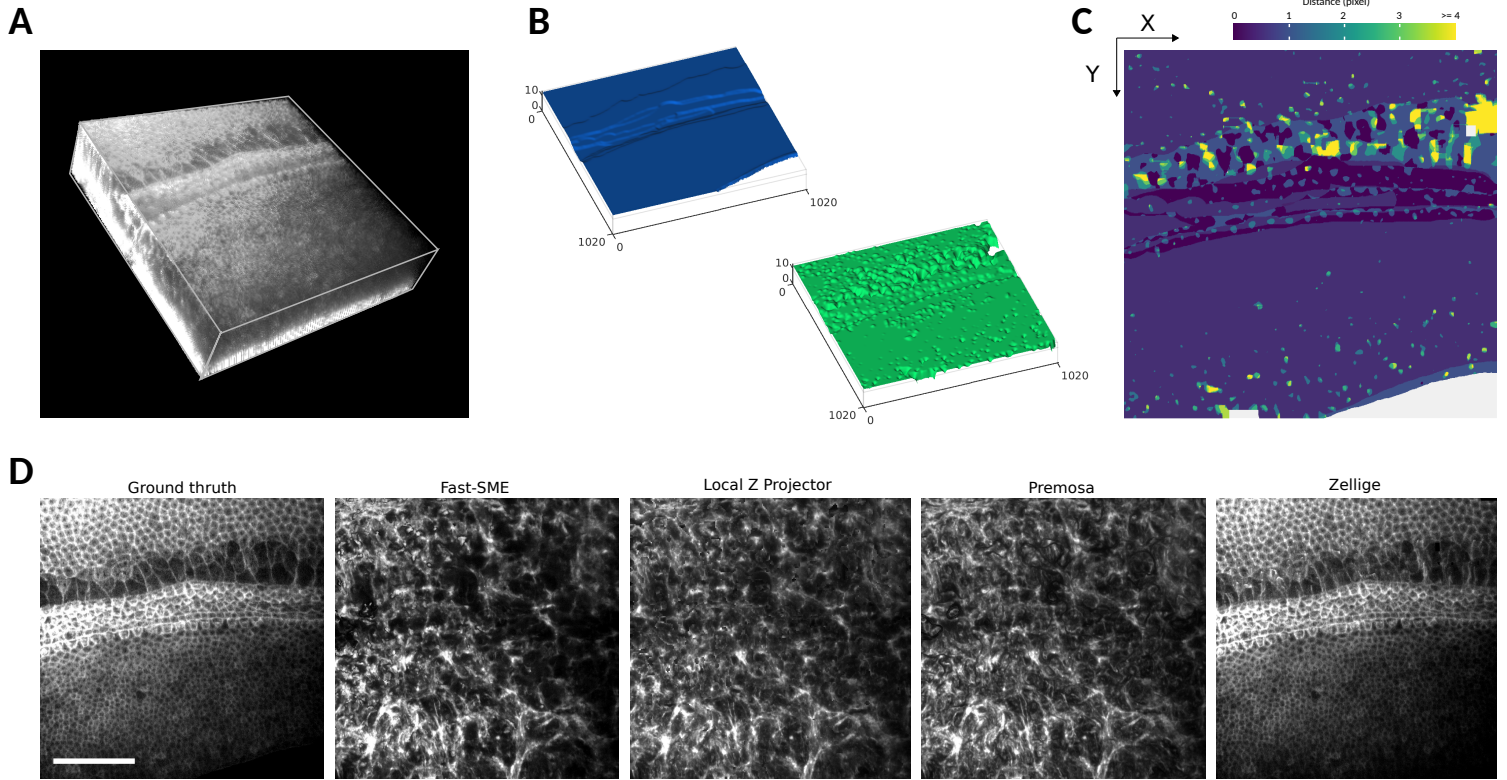 A
B
C
Distance (pixel)
0 1 2 3 >= 4
X
Y
10
0
0
1020
1020
0
10
0
0
1020
1020
0
D
Ground thruth
Fast-SME
Local Z Projector
Premosa
Zellige